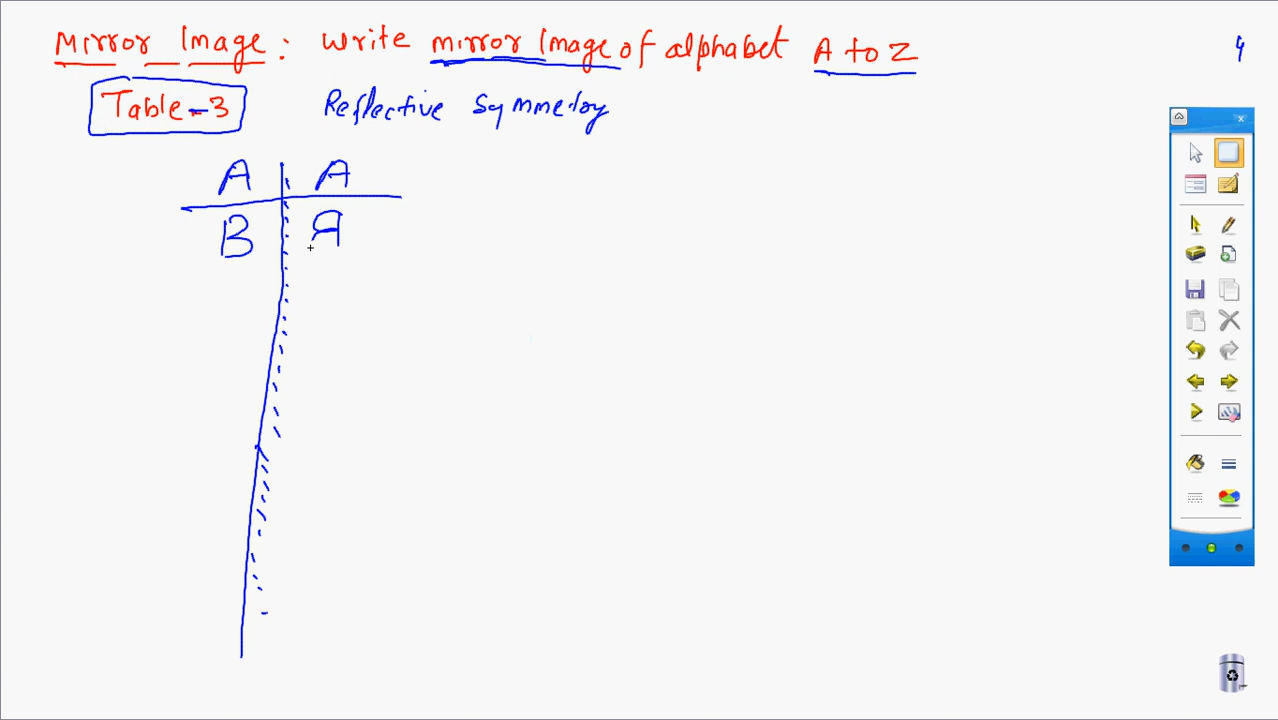 Mirror Image : Write mirror Image of alphabet A to Z
4
Table-3 Reflective Symmetry
A A
B